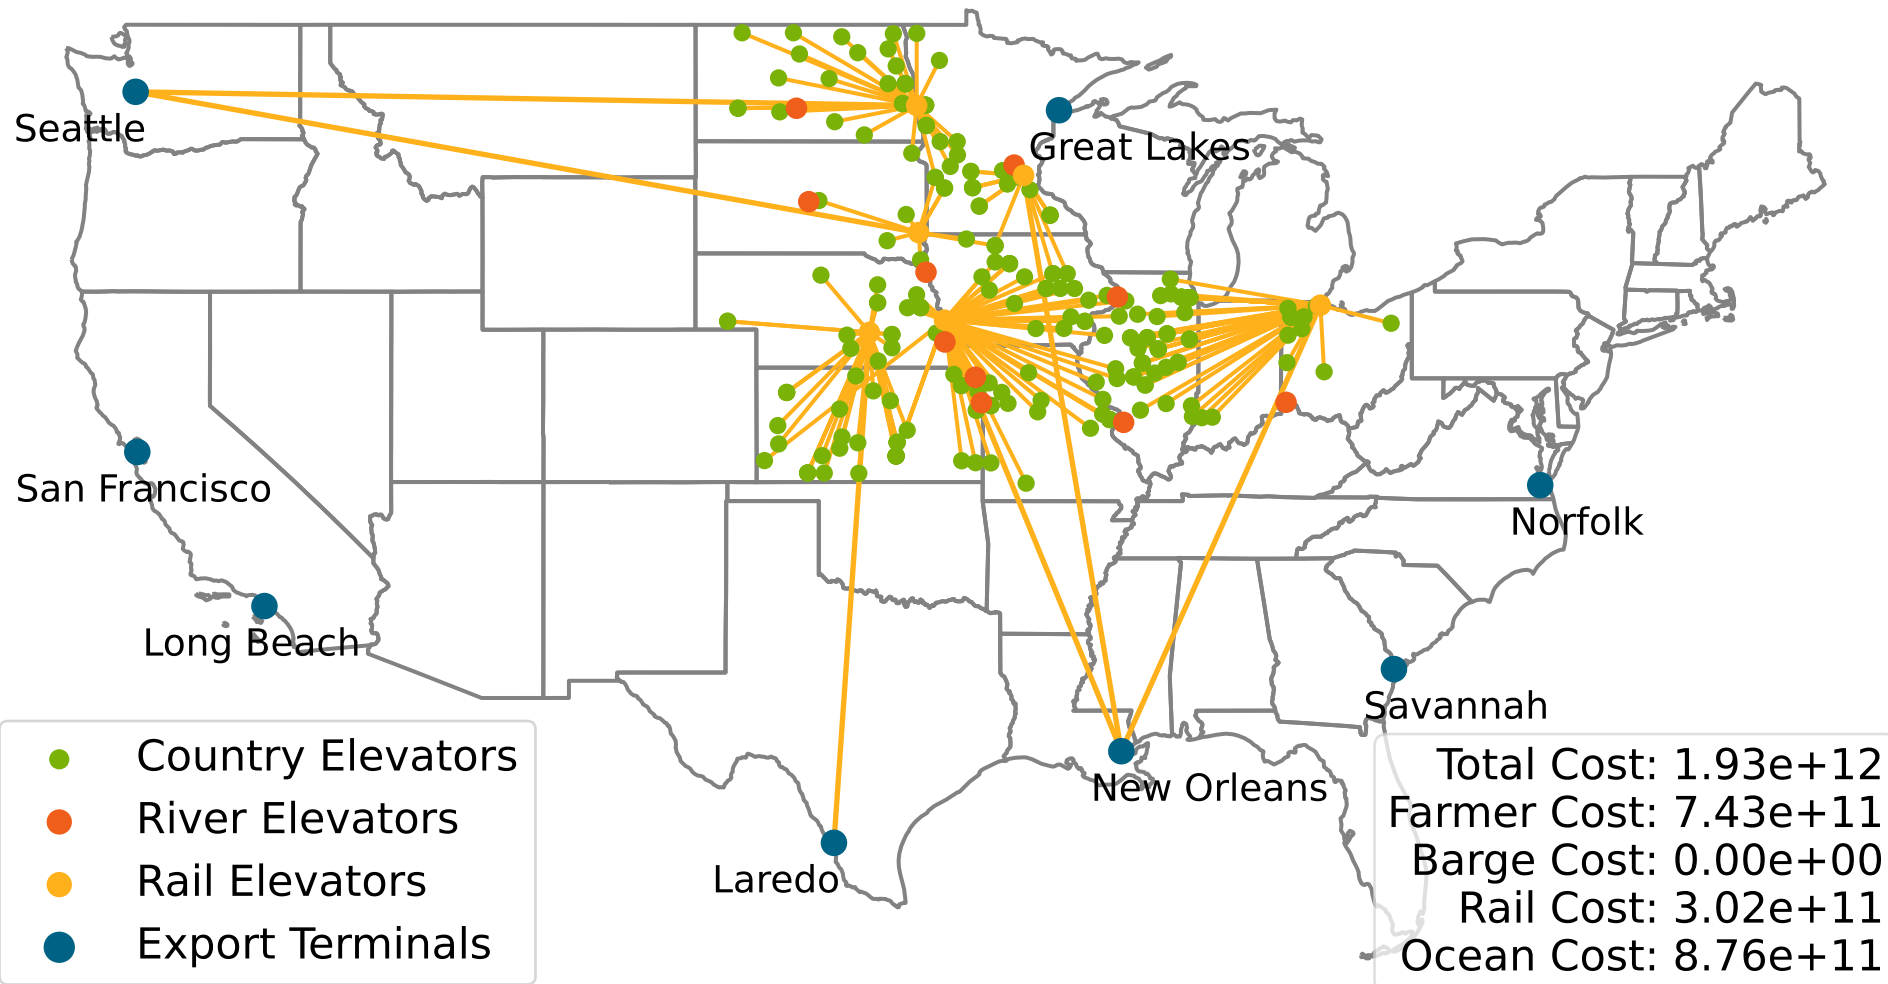 Seattle
Great Lakes
San Francisco
Norfolk
Long Beach
Savannah
New Orleans
Laredo
Country Elevators
River Elevators
Rail Elevators
Export Terminals
Total Cost: 1.93e+12
Farmer Cost: 7.43e+11
Barge Cost: 0.00e+00
Rail Cost: 3.02e+11
Ocean Cost: 8.76e+11